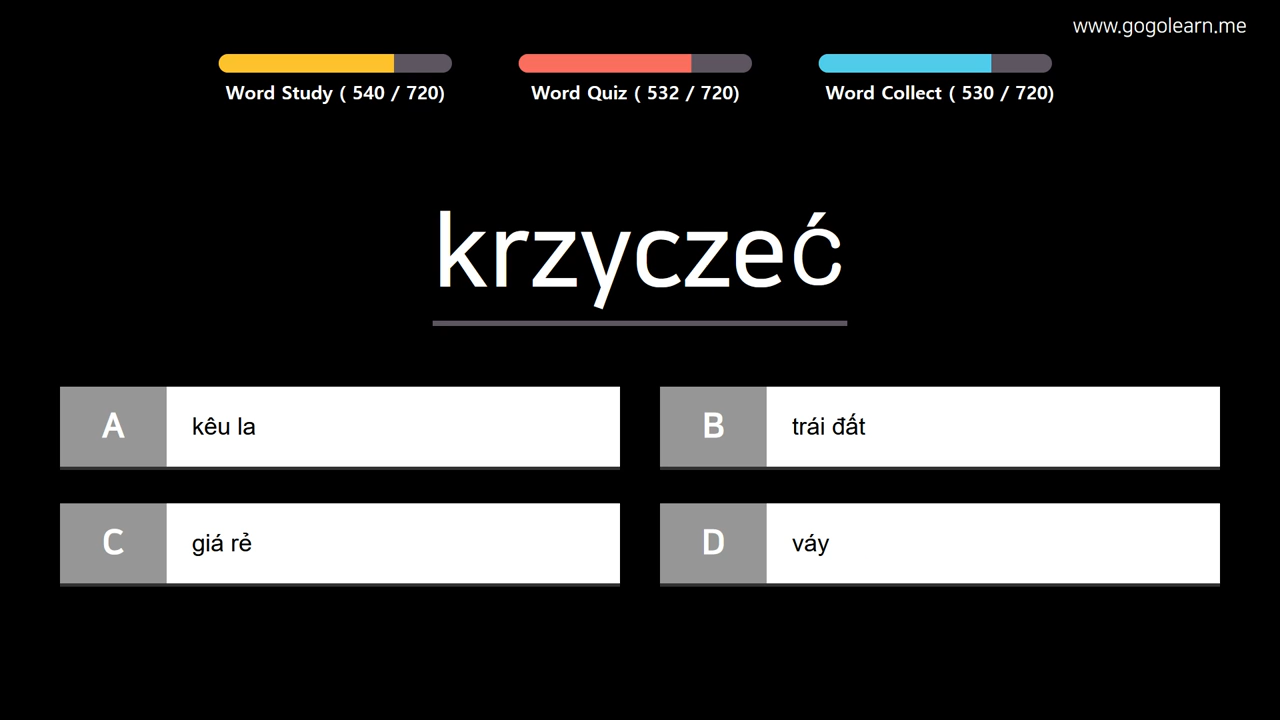 www.gogolearn.me
Word Study ( 540 / 720)
Word Quiz ( 532 / 720)
Word Collect ( 530 / 720)
krzyczeć
A kêu la
B trái đất
C giá rẻ
D váy